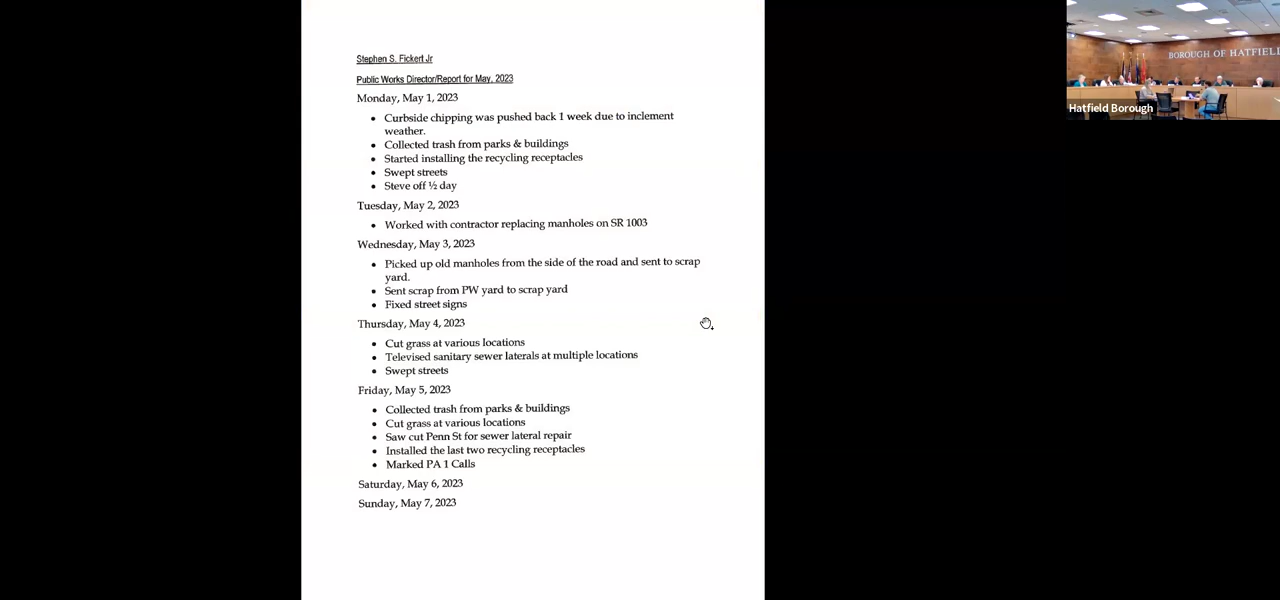 Stephen S. Fickert Jr
Public Works Director/Report for May, 2023
Monday, May 1, 2023
• Curbside chipping was pushed back 1 week due to inclement
weather.
• Collected trash from parks & buildings
• Started installing the recycling receptacles
• Swept streets
• Steve off ½ day
Tuesday, May 2, 2023
• Worked with contractor replacing manholes on SR 1003
Wednesday, May 3, 2023
• Picked up old manholes from the side of the road and sent to scrap
yard.
• Sent scrap from PW yard to scrap yard
• Fixed street signs
Thursday, May 4, 2023
• Cut grass at various locations
• Televised sanitary sewer laterals at multiple locations
• Swept streets
Friday, May 5, 2023
• Collected trash from parks & buildings
• Cut grass at various locations
• Saw cut Penn St for sewer lateral repair
• Installed the last two recycling receptacles
• Marked PA 1 Calls
Saturday, May 6, 2023
Sunday, May 7, 2023
BOROUGH OF HATFIEL
Hatfield Borough